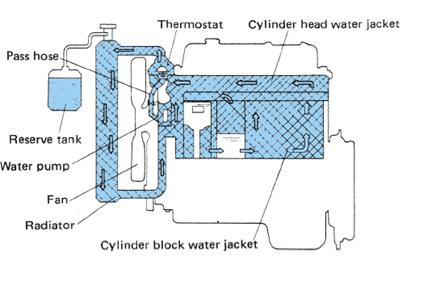 Thermostat
Cylinder head water jacket
Pass hose
Reserve tank
Water pump
Fan
Radiator
Cylinder block water jacket